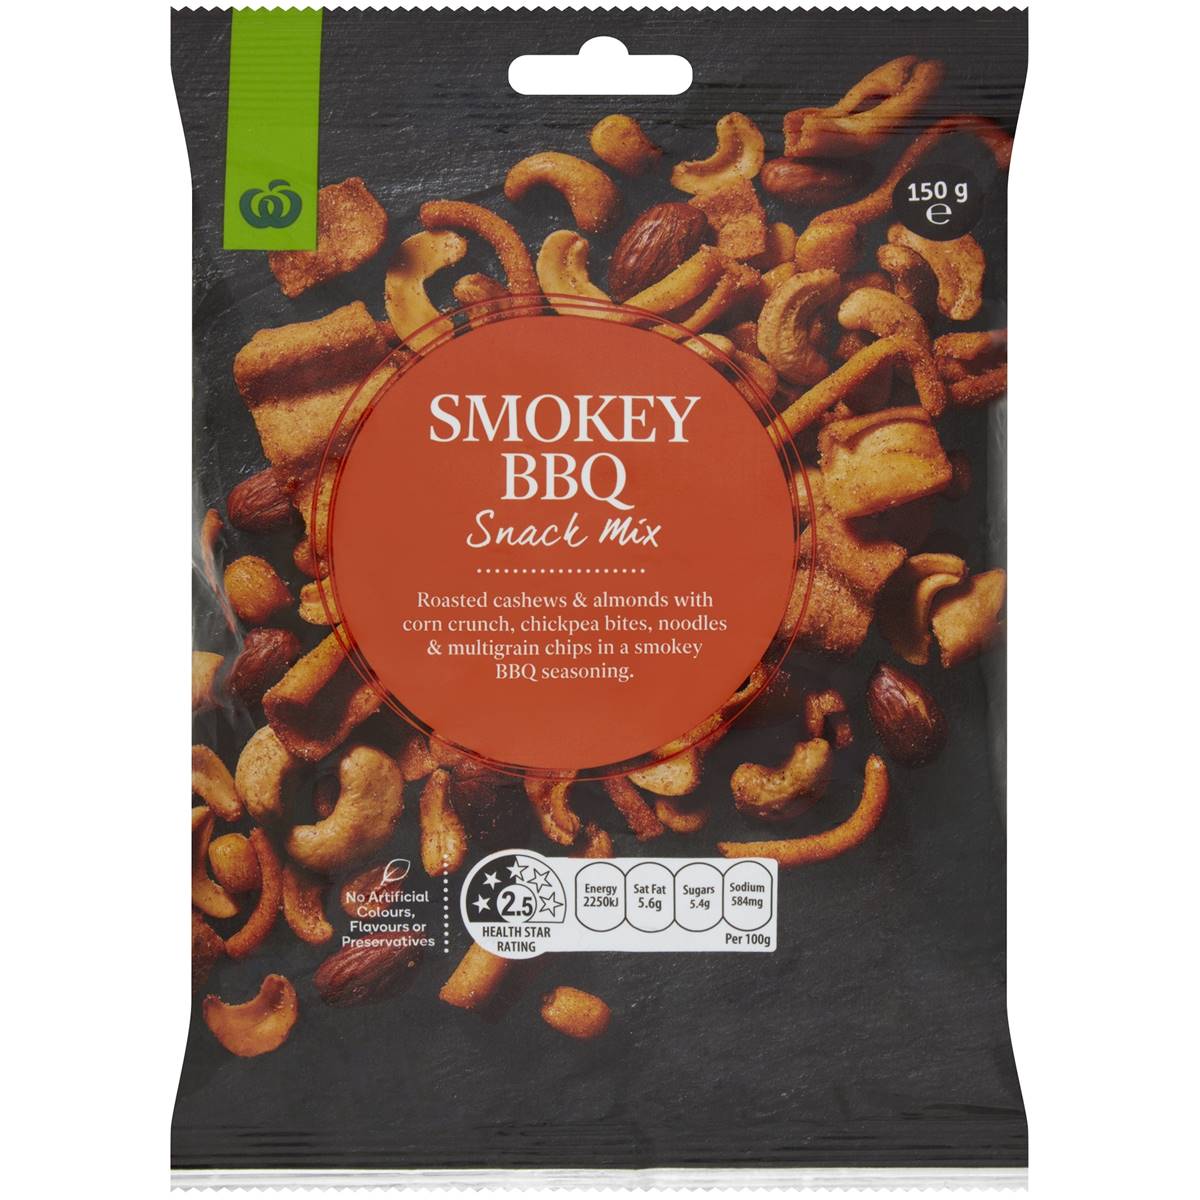 150 g
e
SMOKEY
BBQ
Snack Mix
Roasted cashews & almonds with
corn crunch, chickpea bites, noodles
& multigrain chips in a smokey
BBQ seasoning.
No Artificial
Colours,
Flavours or
Preservatives
2.5
HEALTH STAR
RATING
Energy
2250kJ
Sat Fat
5.6g
Sugars
5.4g
Sodium
584mg
Per 100g